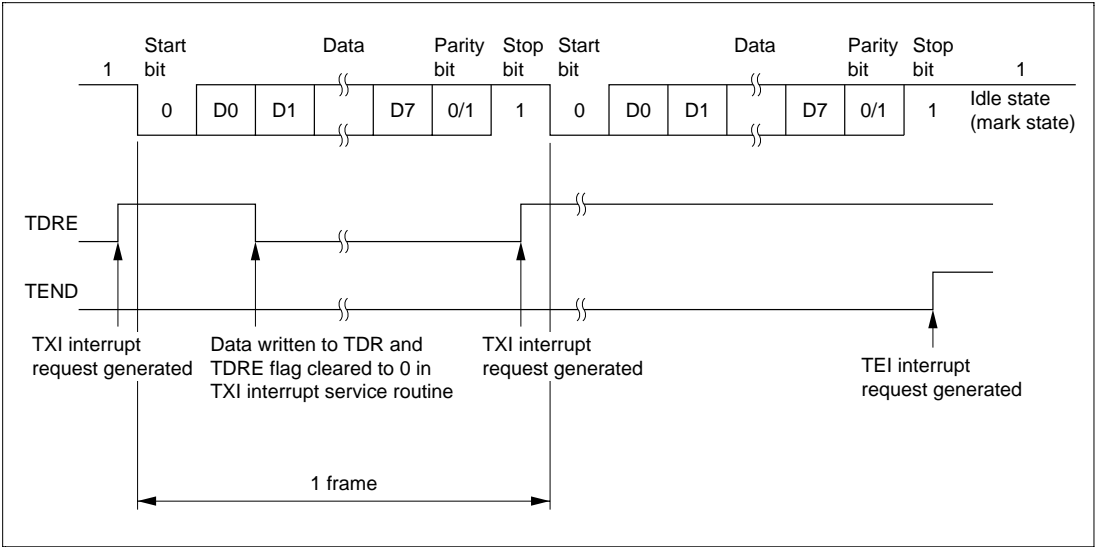 Start bit Data Parity bit Stop bit Start bit Data Parity bit Stop bit
1 1
0 D0 D1 D7 0/1 1 0 D0 D1 D7 0/1 1
Idle state
(mark state)
TDRE
TEND
TXI interrupt
request generated
Data written to TDR and
TDRE flag cleared to 0 in
TXI interrupt service routine
TXI interrupt
request generated
TEI interrupt
request generated
1 frame